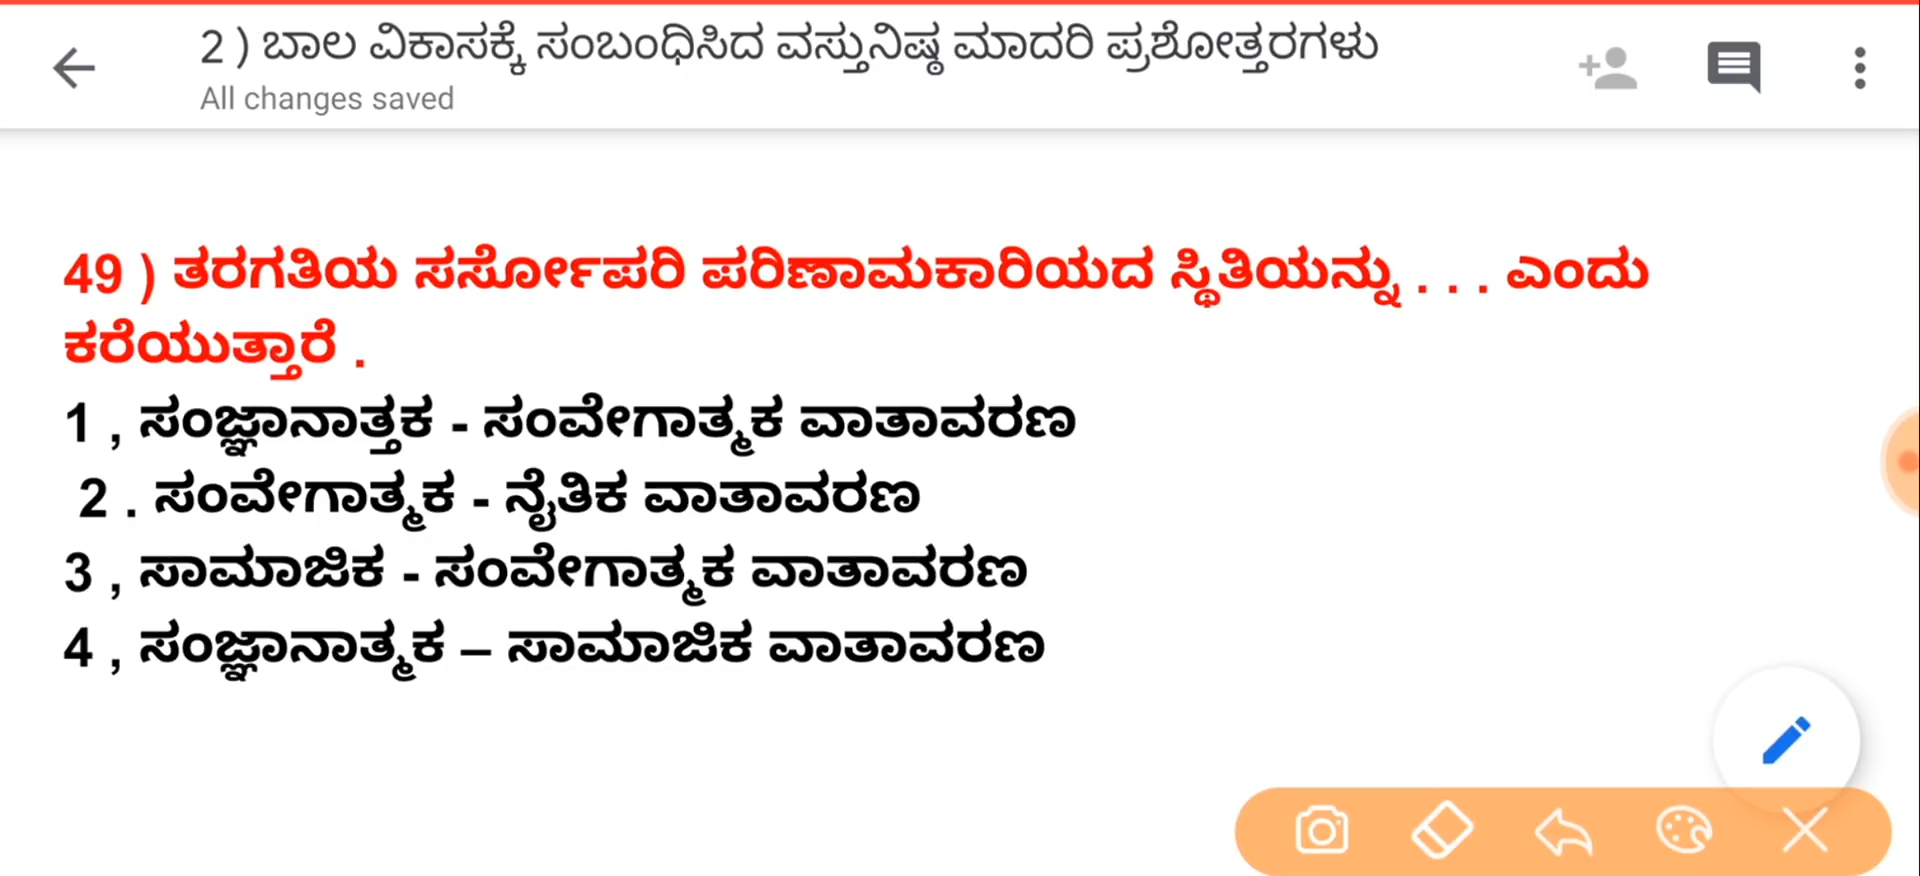 2 ) ಬಾಲ ವಿಕಾಸಕ್ಕೆ ಸಂಬಂಧಿಸಿದ ವಸ್ತುನಿಷ್ಠ ಮಾದರಿ ಪ್ರಶೋತ್ತರಗಳು
All changes saved
49 ) ತರಗತಿಯ ಸರ್ಸೋಪರಿ ಪರಿಣಾಮಕಾರಿಯದ ಸ್ಥಿತಿಯನ್ನು . . . ಎಂದು
ಕರೆಯುತ್ತಾರೆ .
1 , ಸಂಜ್ಞಾನಾತ್ತಕ - ಸಂವೇಗಾತ್ಮಕ ವಾತಾವರಣ
2 . ಸಂವೇಗಾತ್ಮಕ - ನೈತಿಕ ವಾತಾವರಣ
3 , ಸಾಮಾಜಿಕ - ಸಂವೇಗಾತ್ಮಕ ವಾತಾವರಣ
4 , ಸಂಜ್ಞಾನಾತ್ಮಕ – ಸಾಮಾಜಿಕ ವಾತಾವರಣ